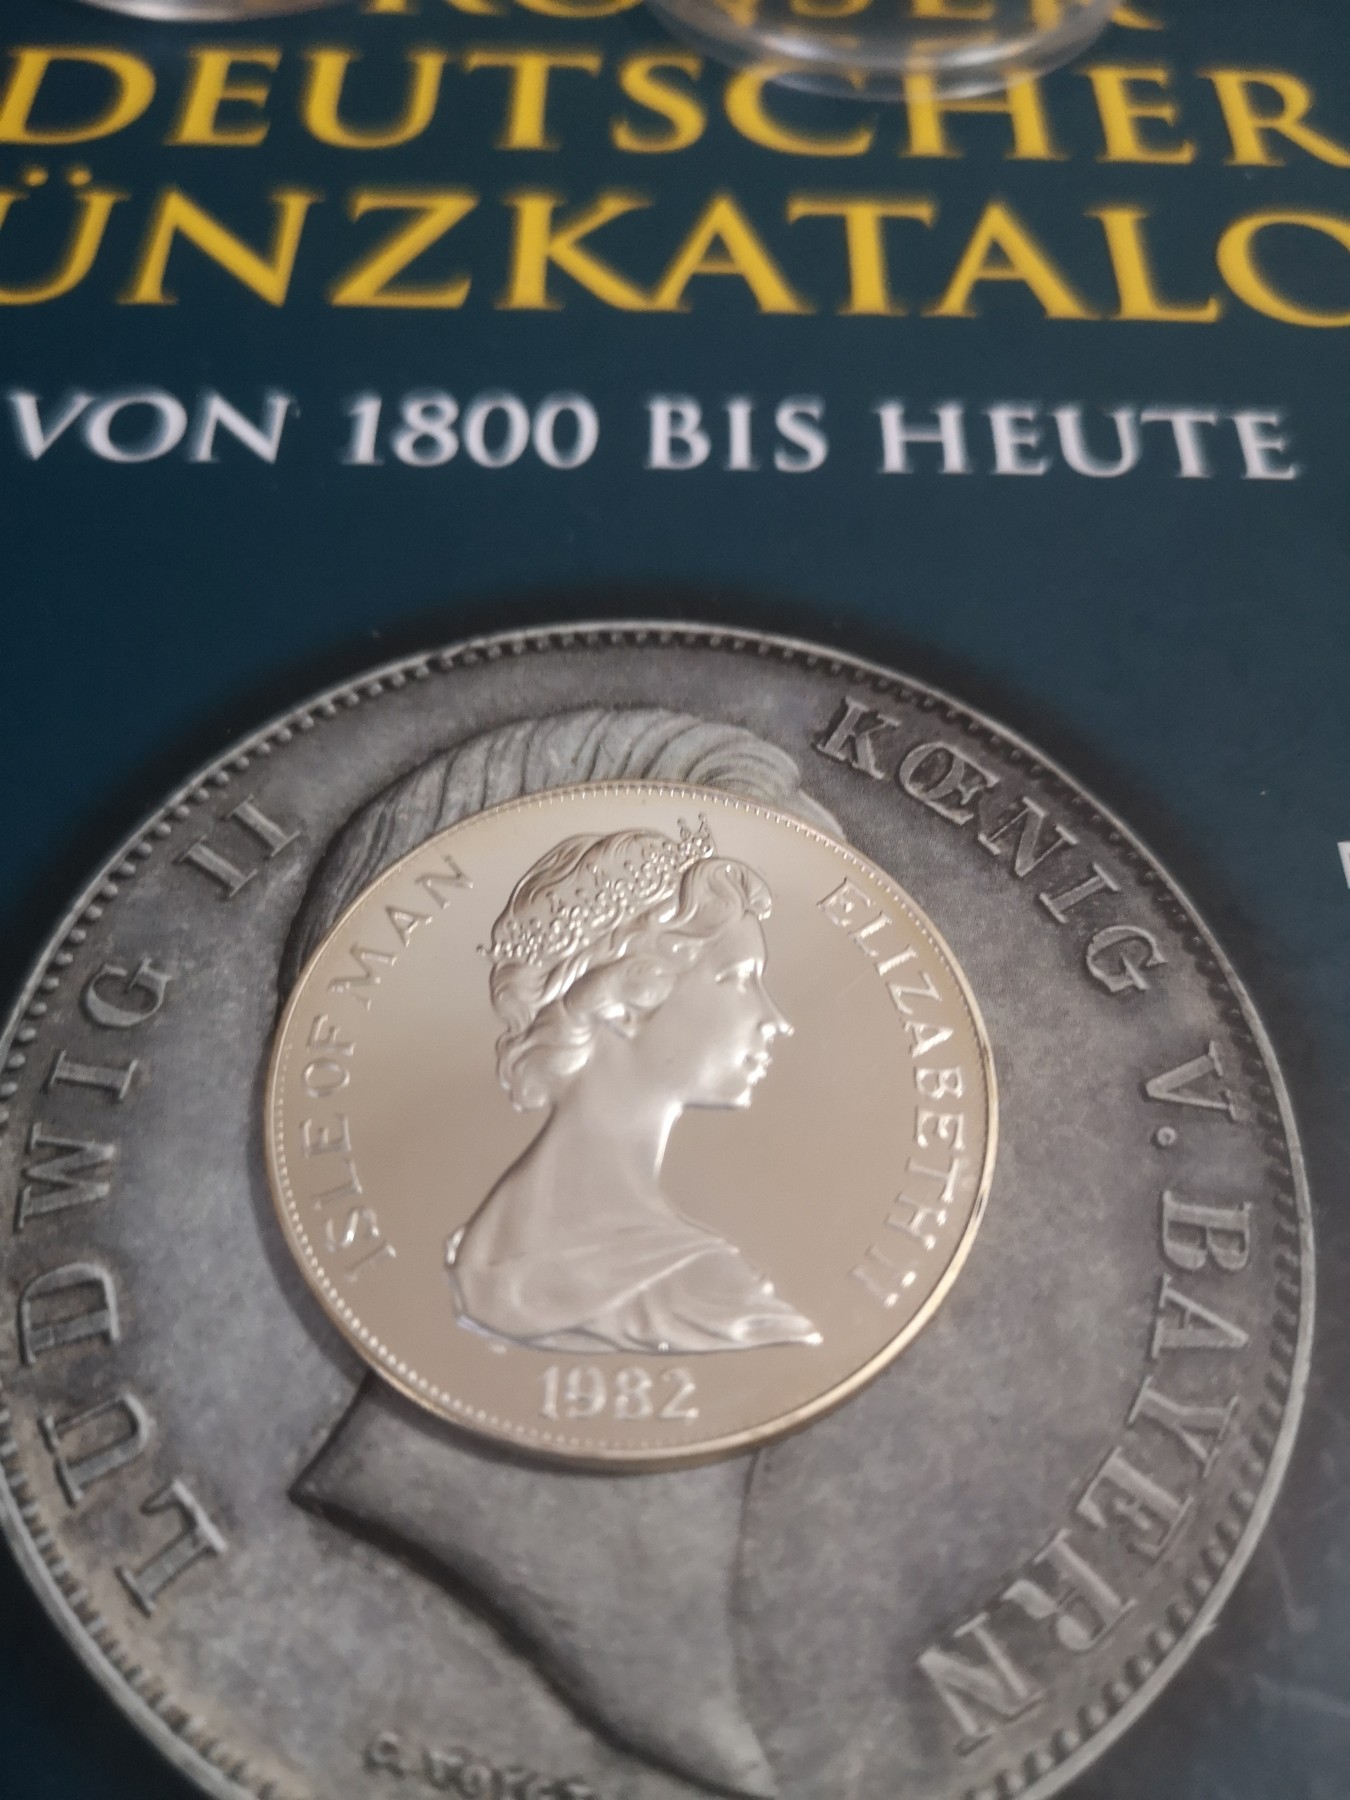 DEUTSCHER
ÜNZKATALO
VON 1800 BIS HEUTE
LUDWIG II KŒNIG V. BAYERN
ISLE OF MAN ELIZABETH II
1982